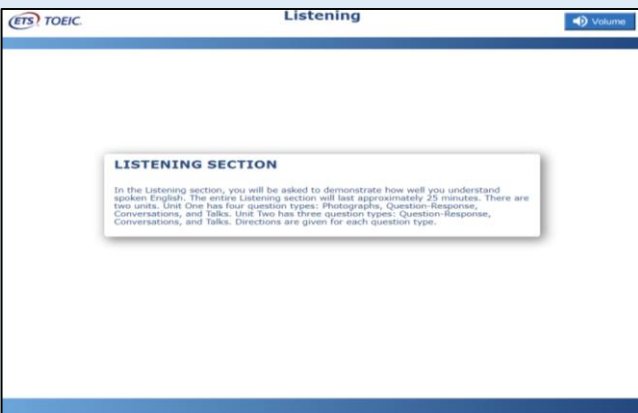 ETS TOEIC.
Listening
Volume
LISTENING SECTION
In the Listening section, you will be asked to demonstrate how well you understand
spoken English. The entire Listening section will last approximately 25 minutes. There are
two units. Unit One has four question types: Photographs, Question-Response,
Conversations, and Talks. Unit Two has three question types: Question-Response,
Conversations, and Talks. Directions are given for each question type.